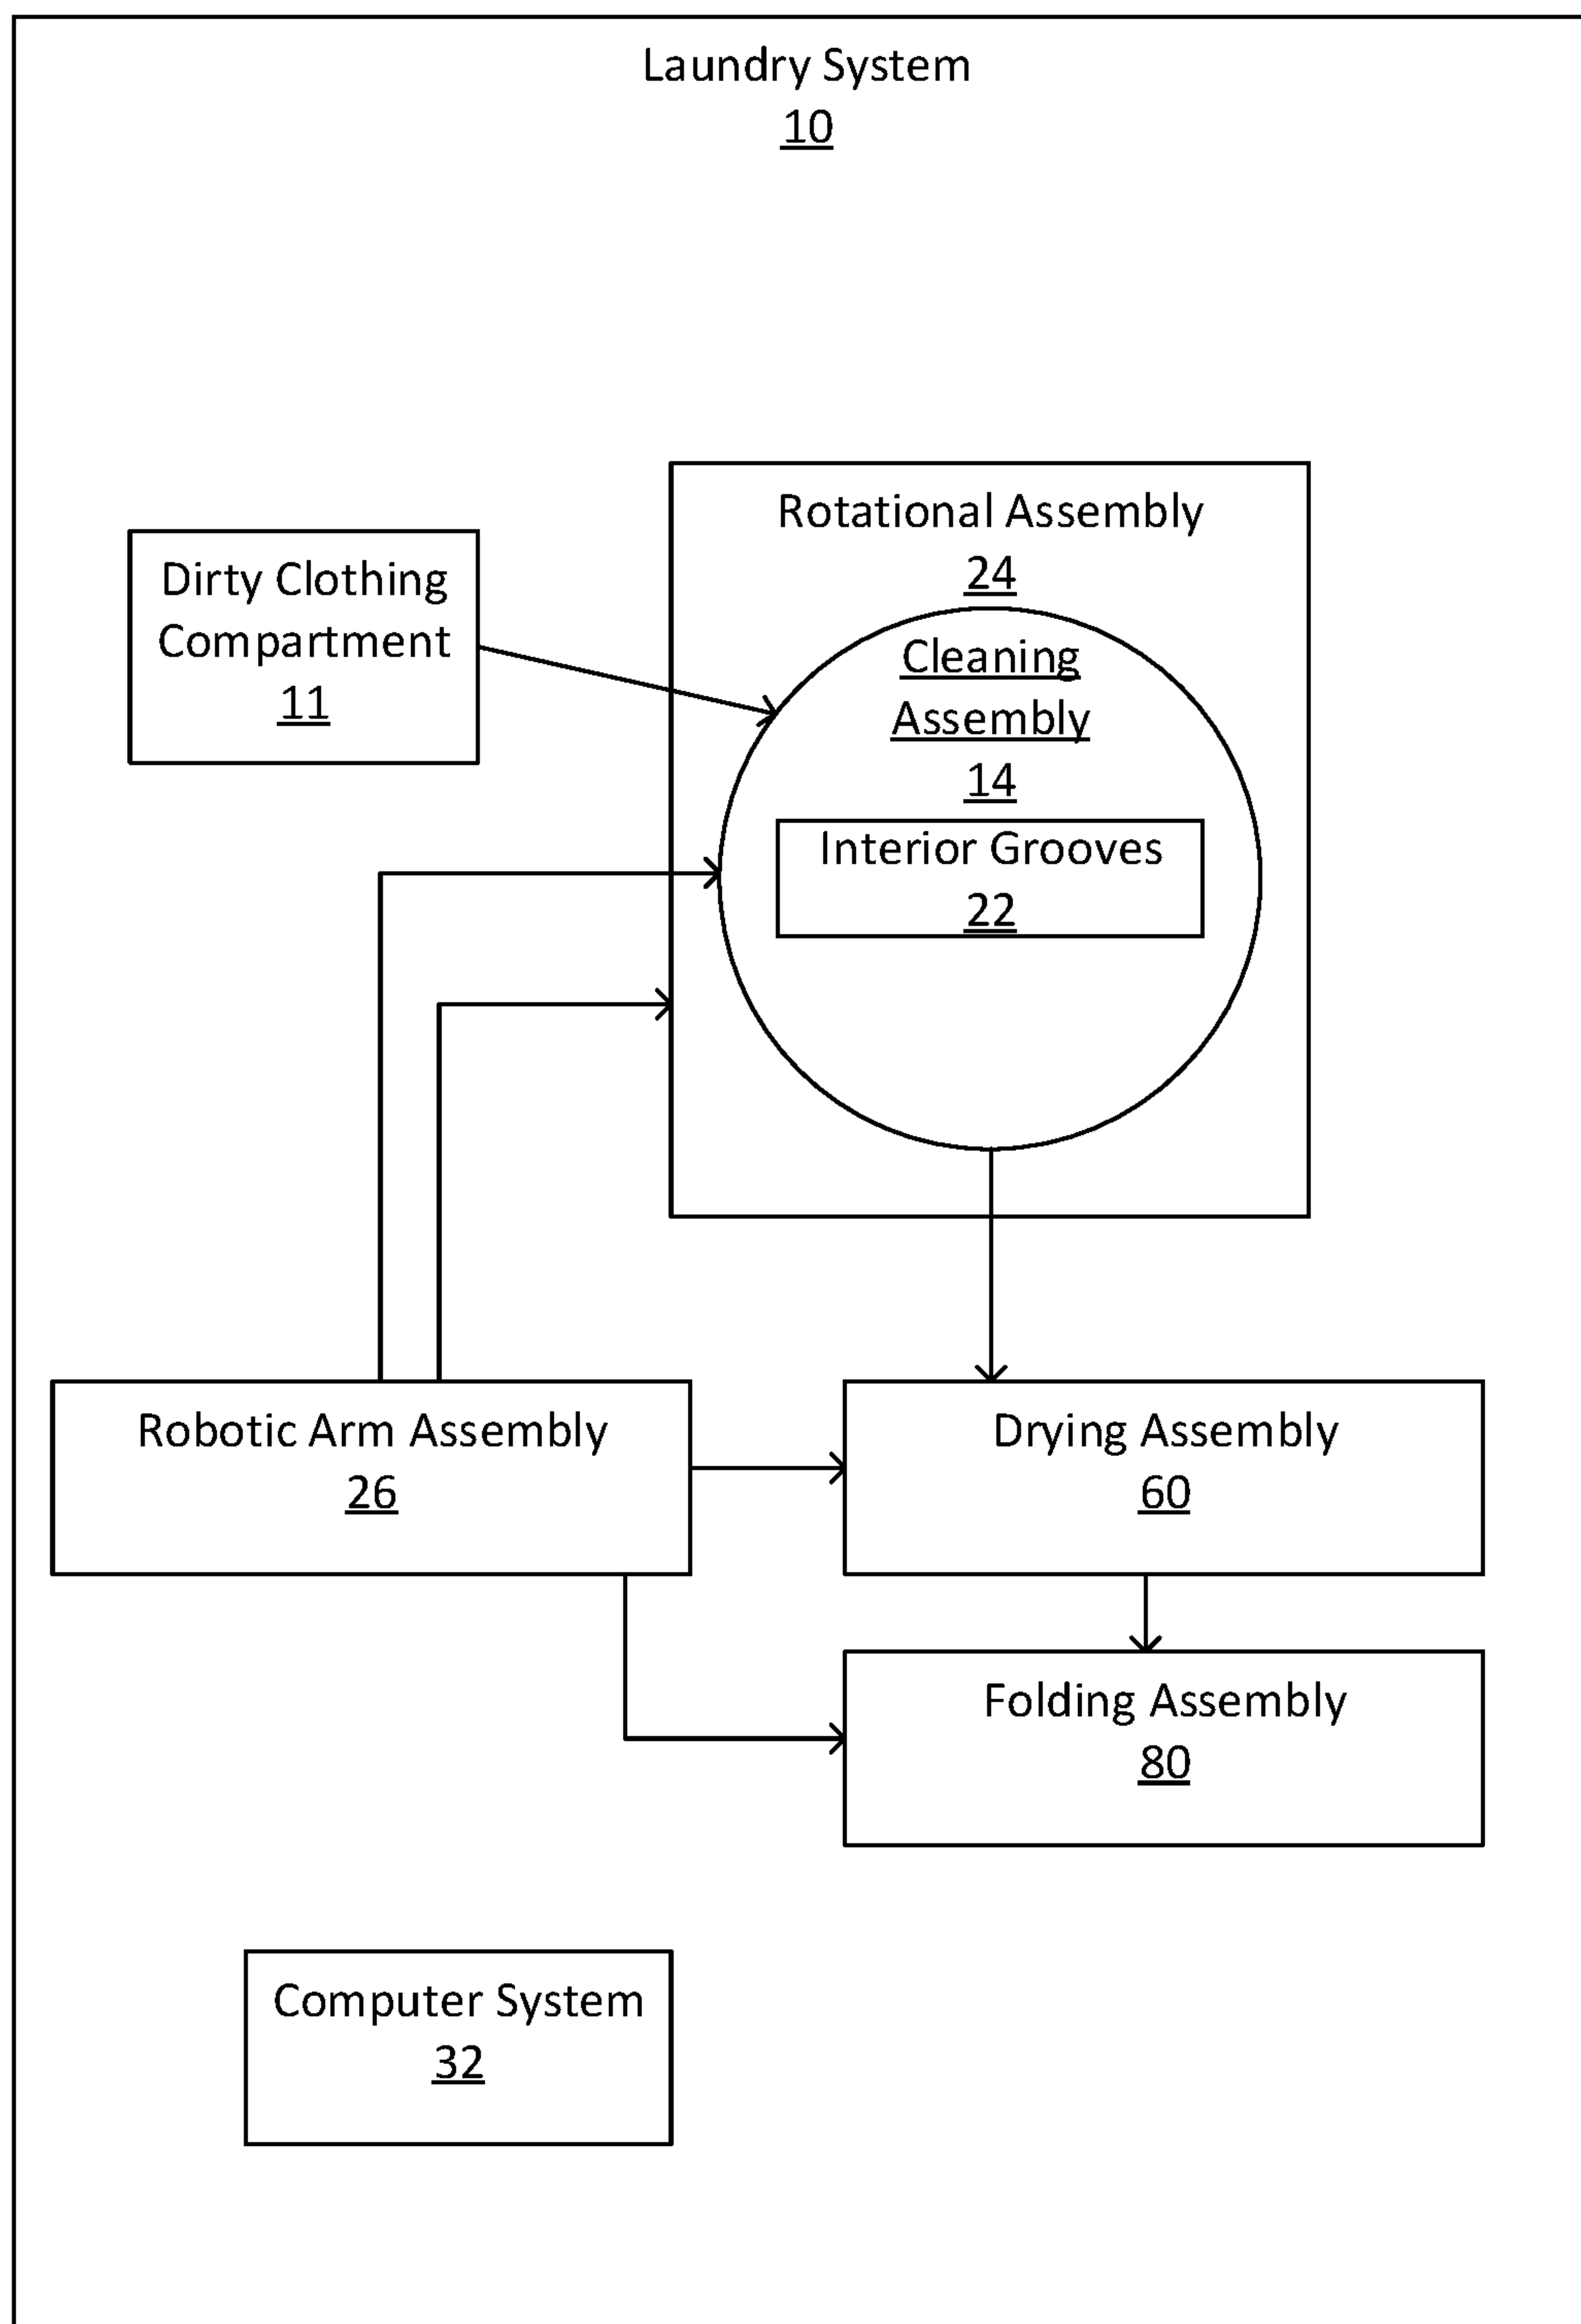 Laundry System
10
Rotational Assembly
24
Dirty Clothing
Compartment
11
Cleaning
Assembly
14
Interior Grooves
22
Robotic Arm Assembly
26
Drying Assembly
60
Folding Assembly
80
Computer System
32